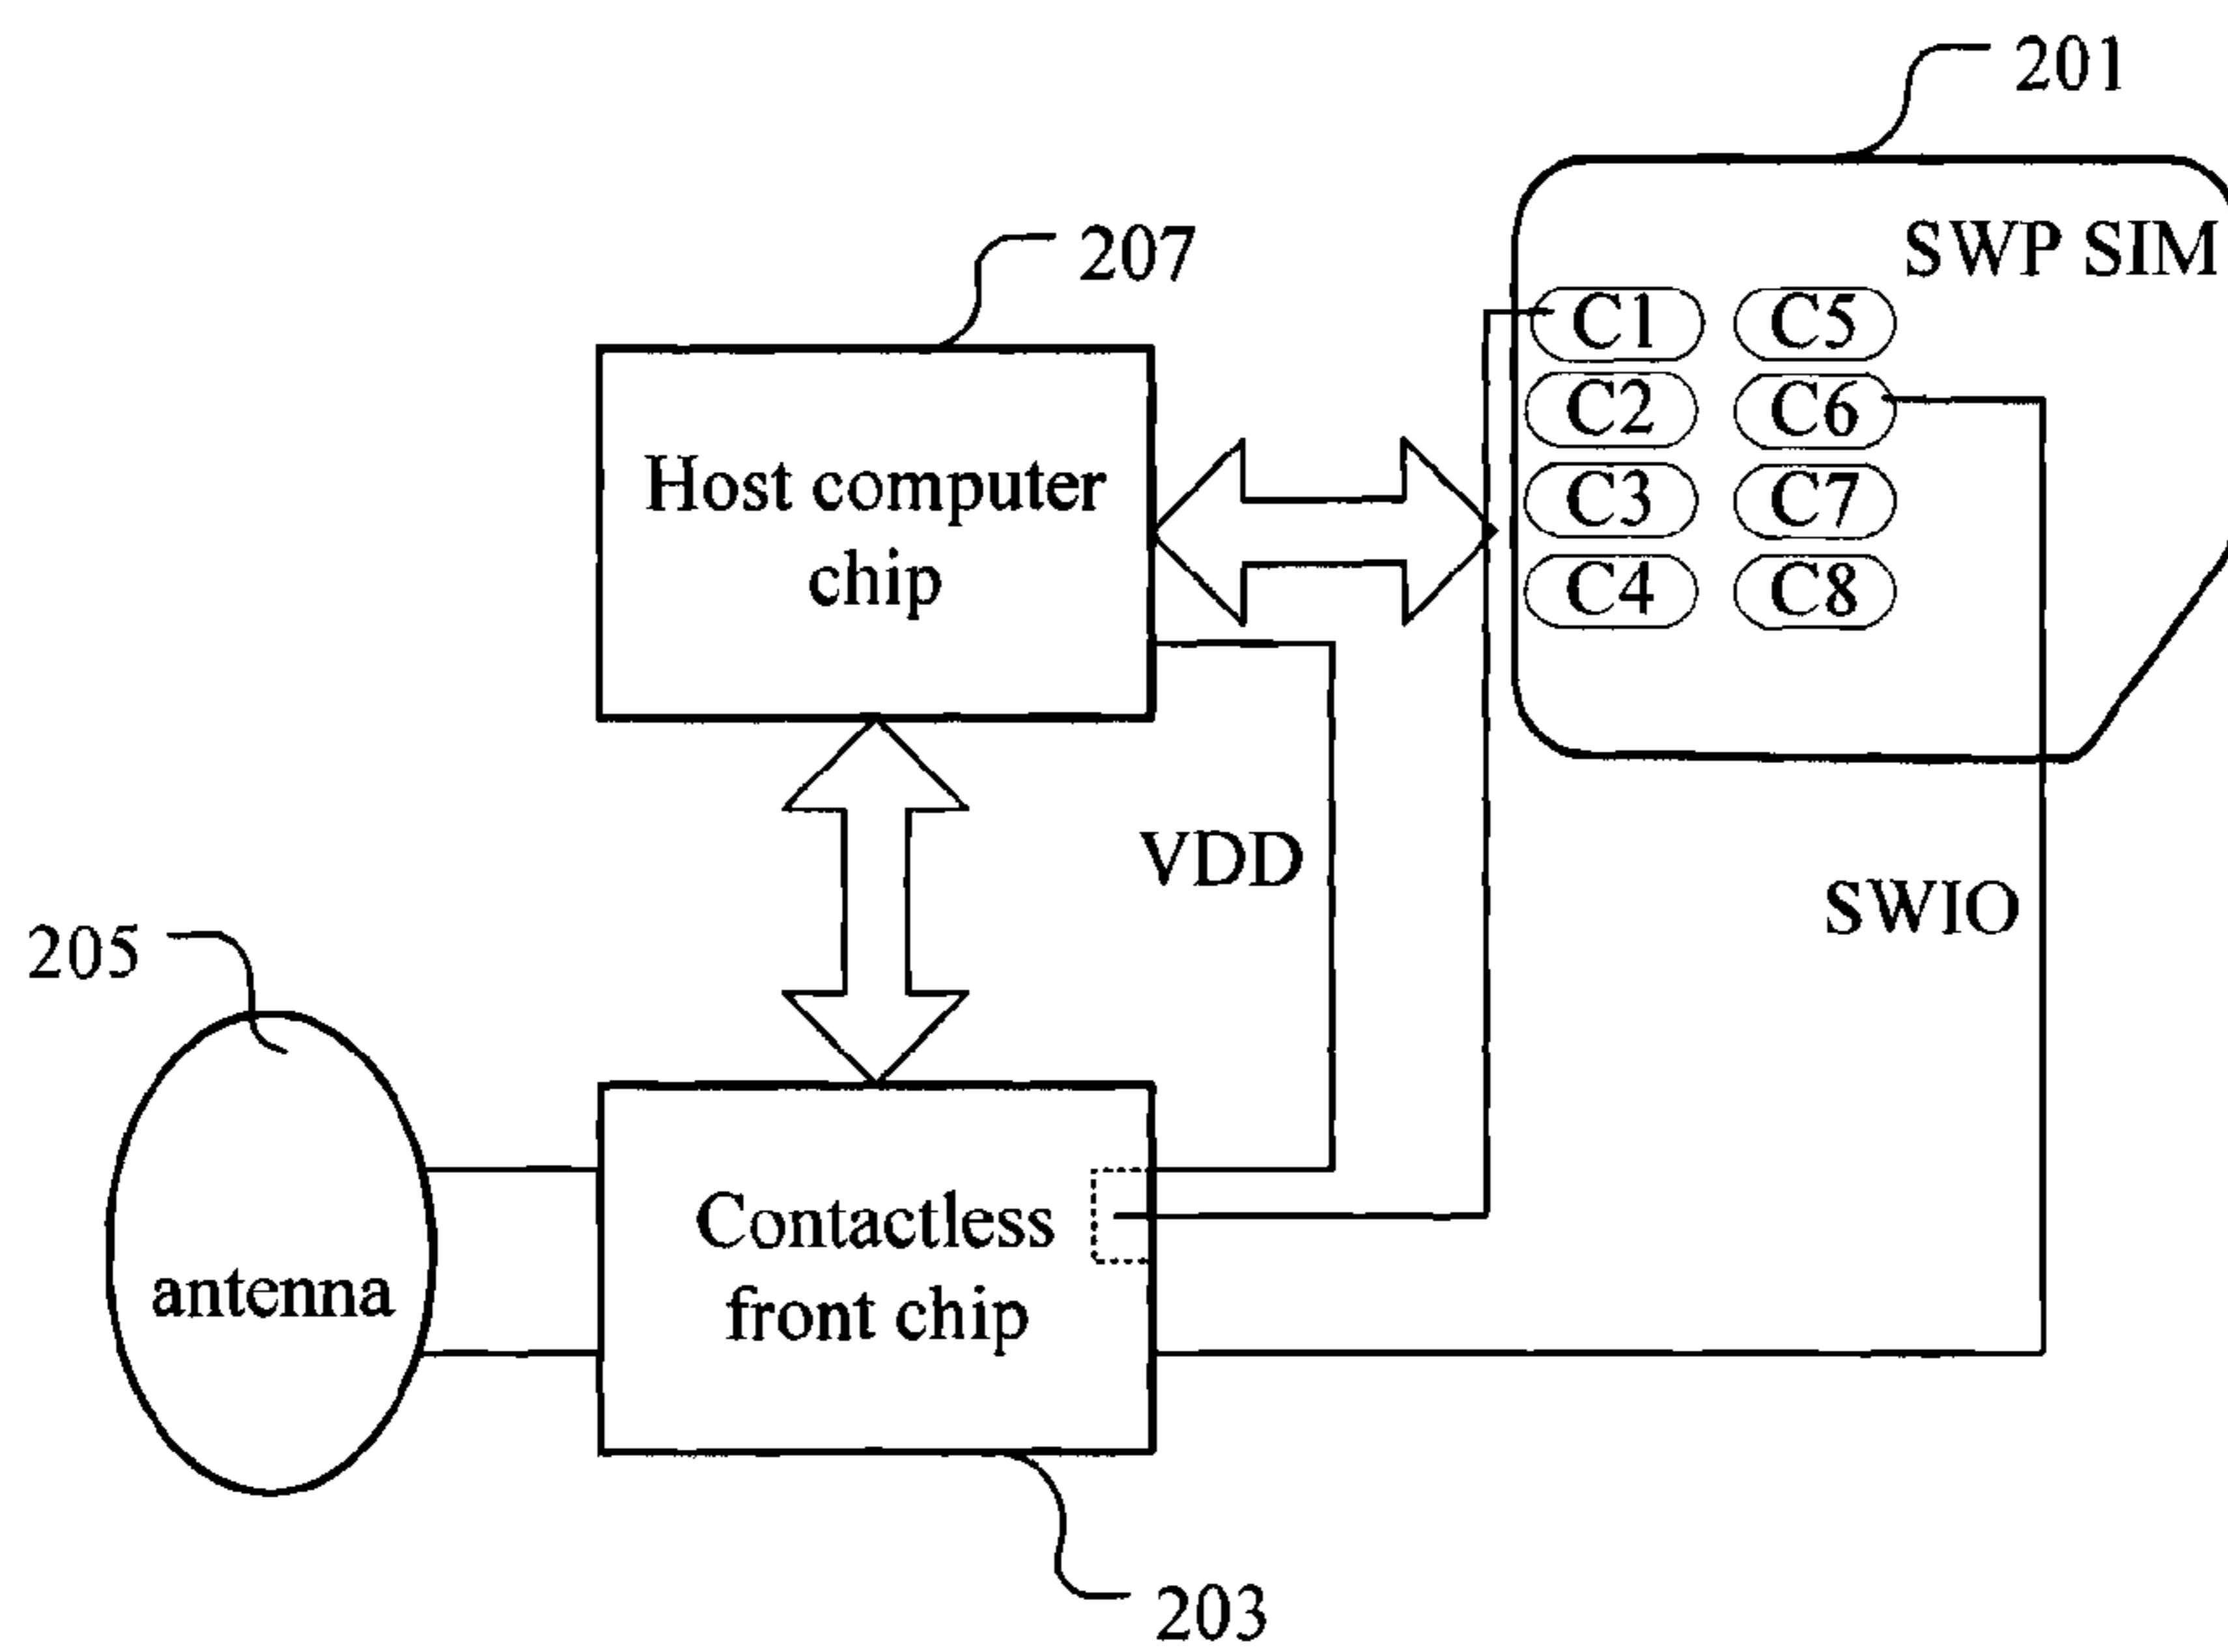 201
SWP SIM
207
C1 C5
C2 C6
C3 C7
C4 C8
Host computer
chip
VDD
SWIO
205
Contactless
front chip
antenna
203